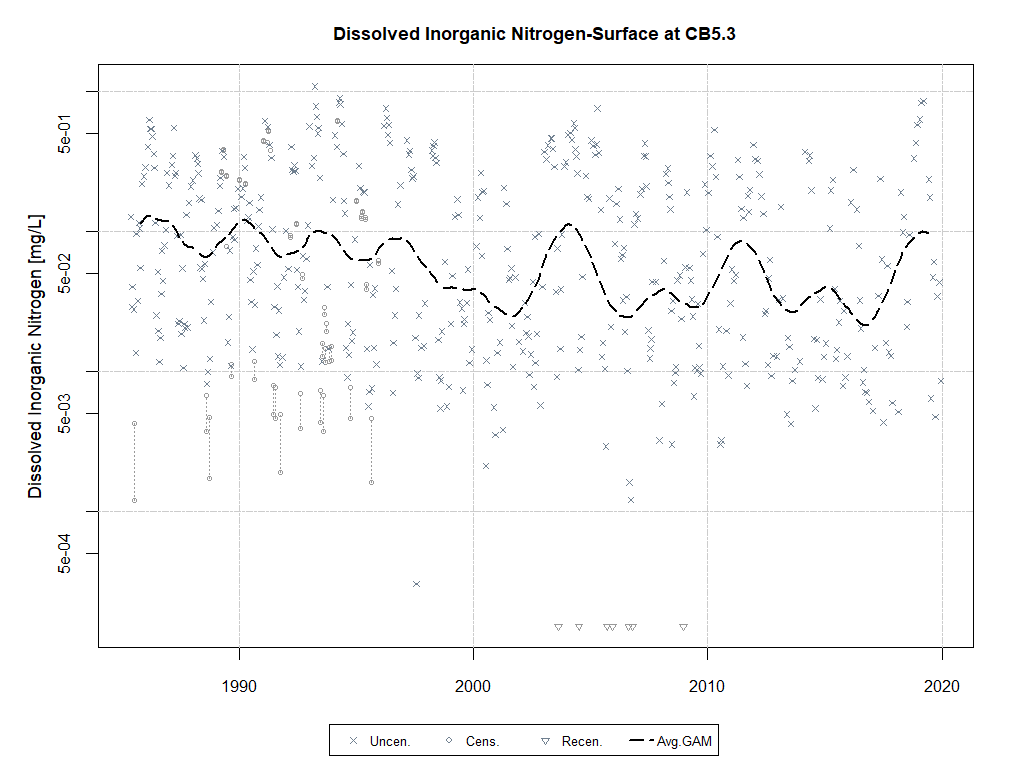 Dissolved Inorganic Nitrogen-Surface at CB5.3
Dissolved Inorganic Nitrogen [mg/L]
5e-01
5e-02
5e-03
5e-04
1990 2000 2010 2020
Uncen. Cens. Recen. Avg.GAM